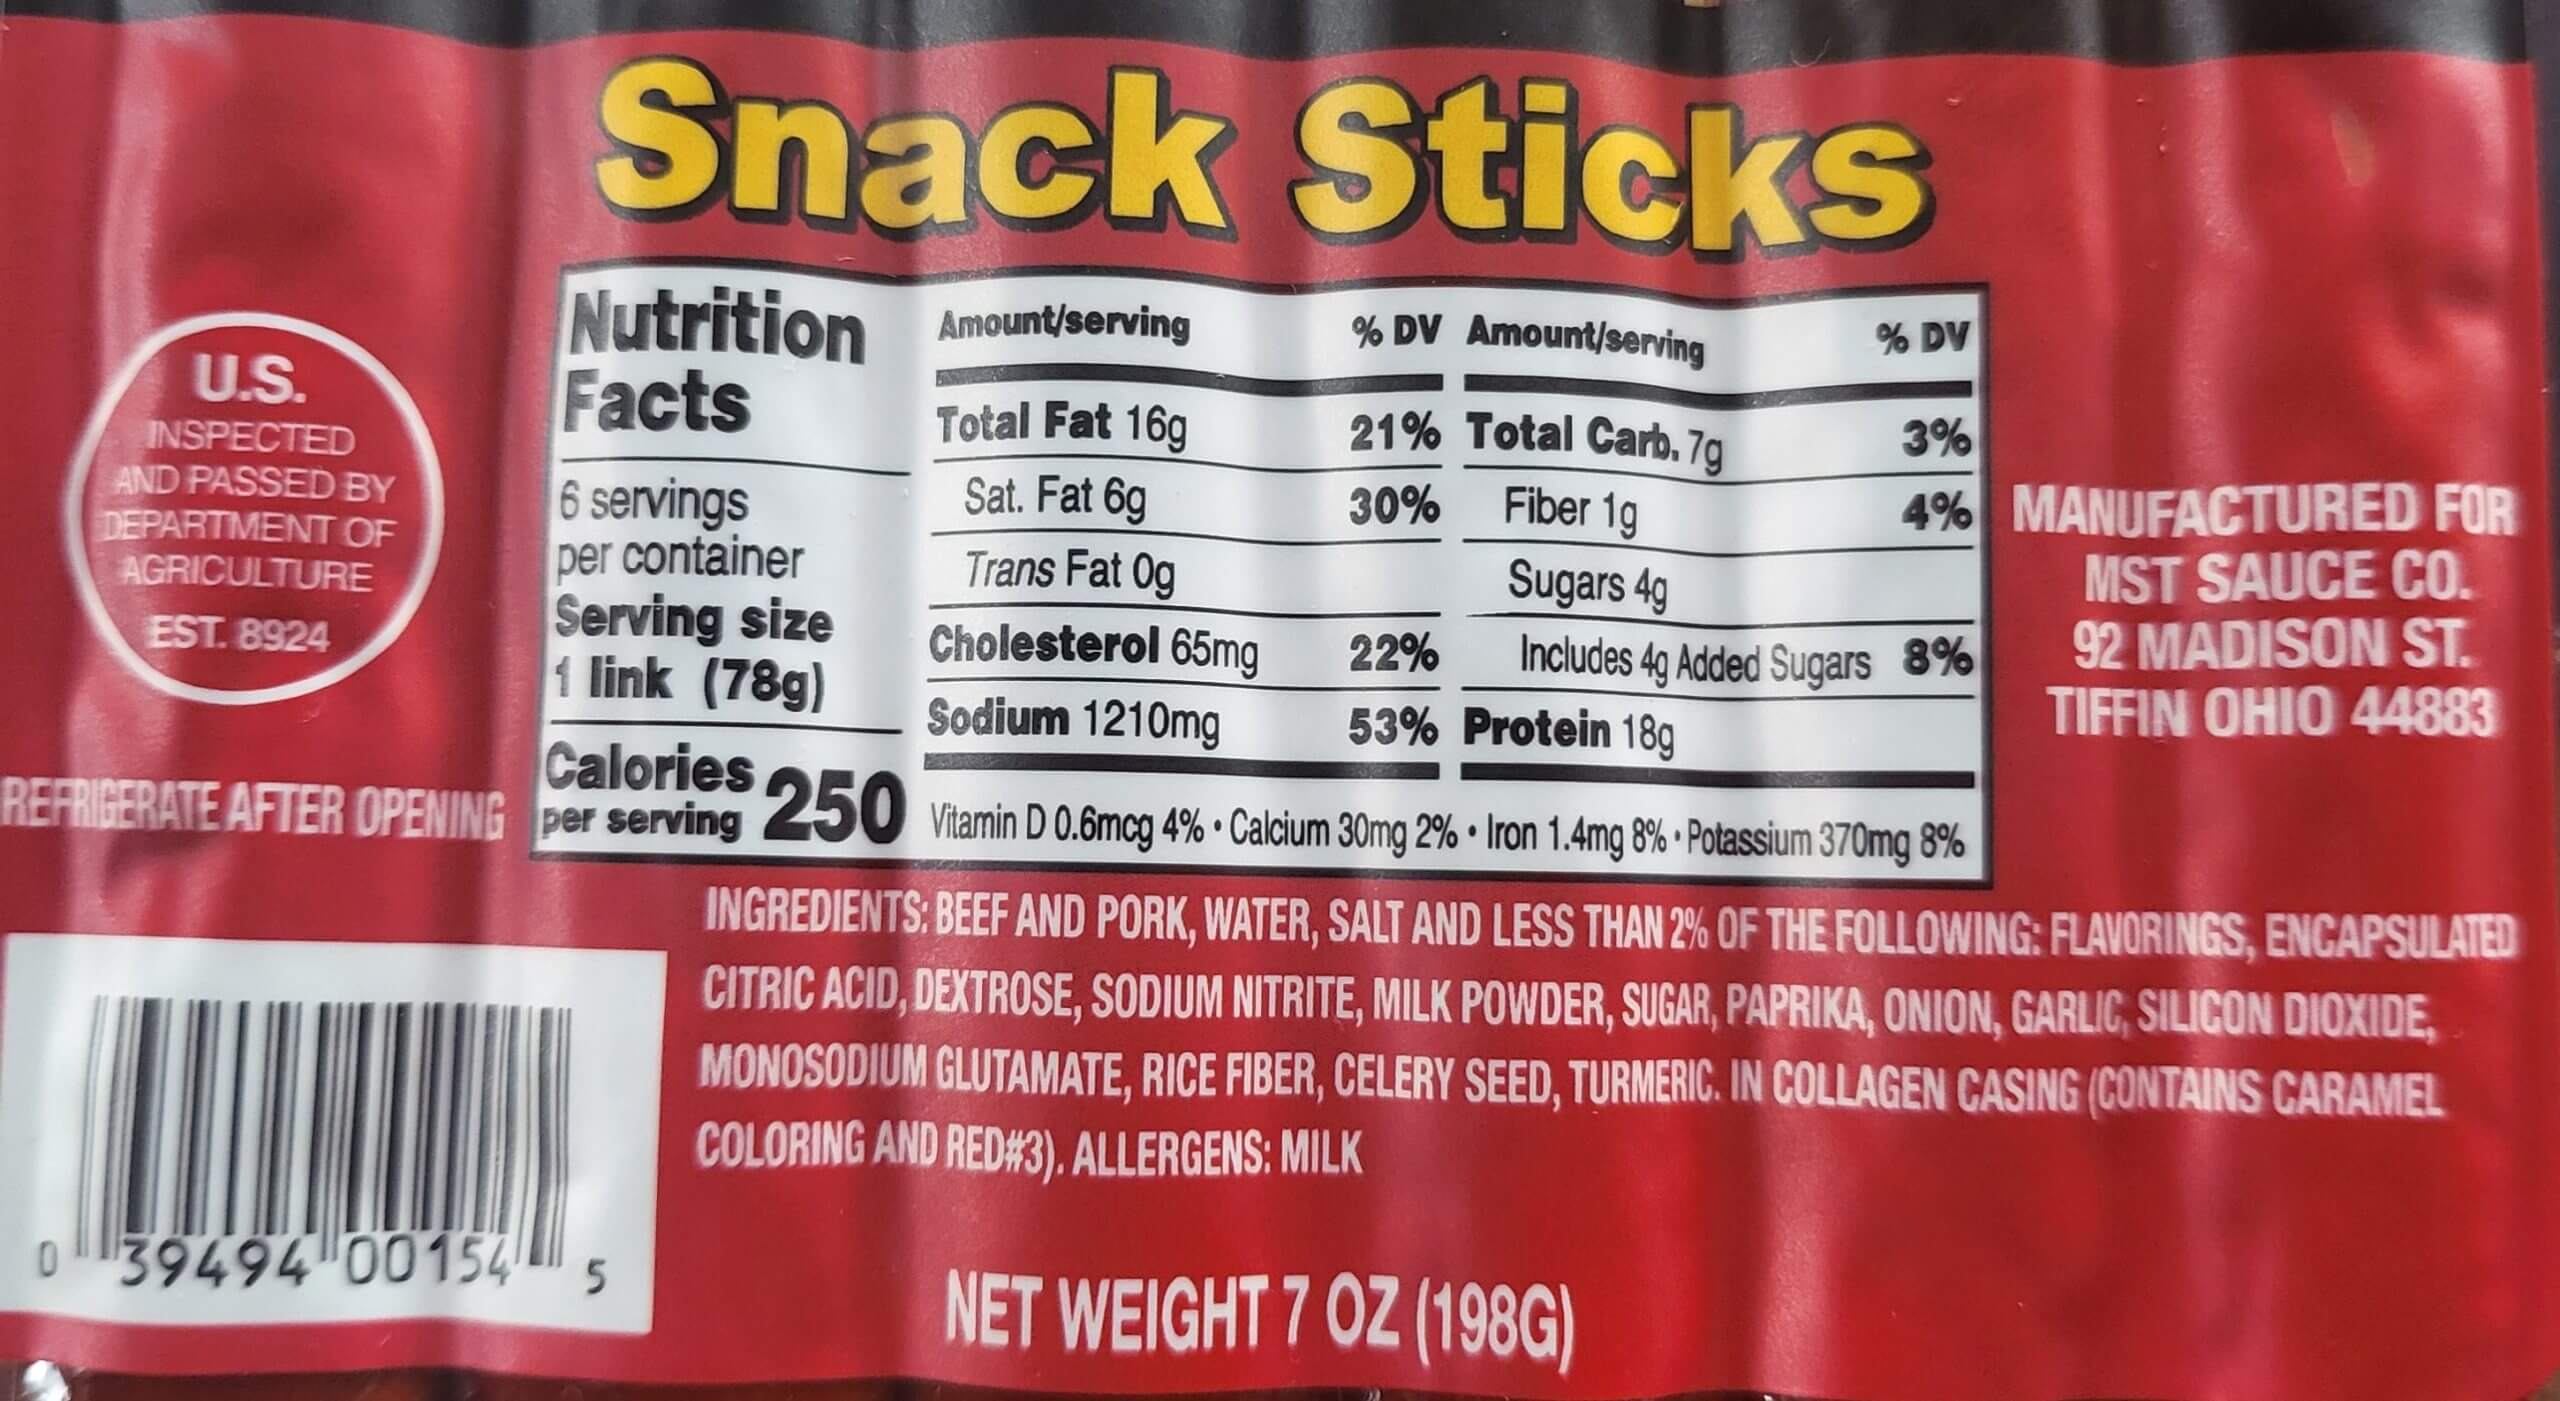 Snack Sticks
U.S.
INSPECTED
AND PASSED BY
DEPARTMENT OF
AGRICULTURE
EST. 8924
REFRIGERATE AFTER OPENING
Nutrition
Facts
6 servings
per container
Serving size
1 link (78g)
Calories
per serving 250
Amount/serving % DV
Total Fat 16g 21%
Sat. Fat 6g 30%
Trans Fat 0g
Cholesterol 65mg 22%
Sodium 1210mg 53%
Amount/serving % DV
Total Carb. 7g 3%
Fiber 1g 4%
Sugars 4g
Includes 4g Added Sugars 8%
Protein 18g
Vitamin D 0.6mcg 4% • Calcium 30mg 2% • Iron 1.4mg 8% • Potassium 370mg 8%
MANUFACTURED FOR
MST SAUCE CO.
92 MADISON ST.
TIFFIN OHIO 44883
INGREDIENTS: BEEF AND PORK, WATER, SALT AND LESS THAN 2% OF THE FOLLOWING: FLAVORINGS, ENCAPSULATED
CITRIC ACID, DEXTROSE, SODIUM NITRITE, MILK POWDER, SUGAR, PAPRIKA, ONION, GARLIC, SILICON DIOXIDE,
MONOSODIUM GLUTAMATE, RICE FIBER, CELERY SEED, TURMERIC. IN COLLAGEN CASING (CONTAINS CARAMEL
COLORING AND RED#3). ALLERGENS: MILK
0 39494 00154 5
NET WEIGHT 7 OZ (198G)